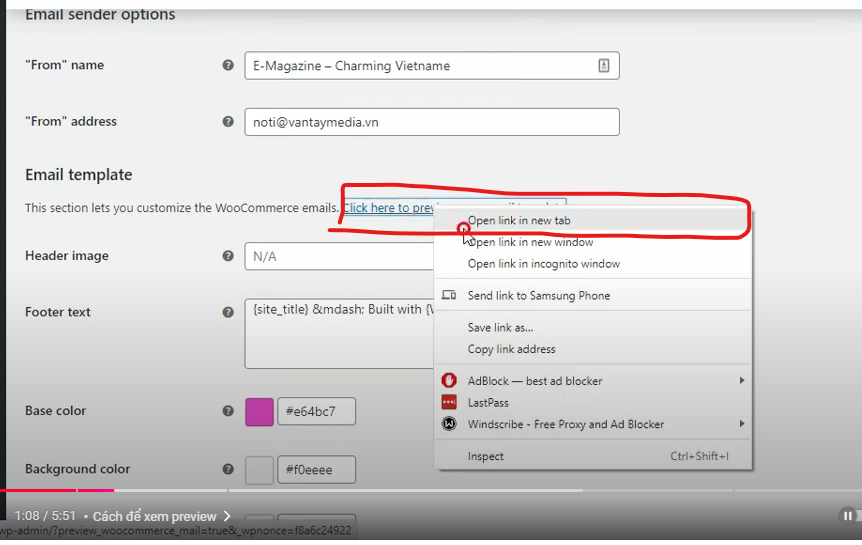 Email sender options
"From" name
E-Magazine – Charming Vietnam
"From" address
noti@vantaymedia.vn
Email template
This section lets you customize the WooCommerce emails. Click here to
Open link in new tab
Open link in new window
Open link in incognito window
Send link to Samsung Phone
Save link as...
Copy link address
AdBlock — best ad blocker
LastPass
Windscribe - Free Proxy and Ad Blocker
Inspect Ctrl+Shift+I
Header image
N/A
Footer text
{site_title} &mdash; Built with
Base color
#e64bc7
Background color
#f0eeee
1:08 / 5:51 • Cách để xem preview
wp-admin/?preview_woocommerce_mail=true&_wpnonce=f8a6c24922